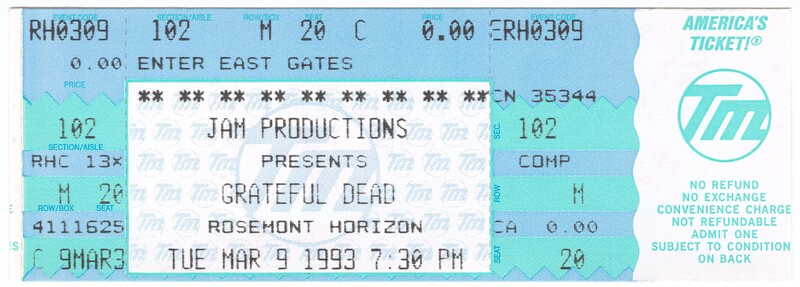 EVENT CODE SECTION/AISLE ROW/BOX SEAT ADMISSION EVENT CODE
RH0309 102 M 20 C 0.00 ERH0309
0.00 ENTER EAST GATES
PRICE
** ** ** ** ** ** ** ** ** ** ** ** **
CN 35344
102 JAM PRODUCTIONS SEC. 102
SECTION/AISLE
RHC 13× PRESENTS COMP
M 20 GRATEFUL DEAD ROW M
ROW/BOX SEAT
4111625 ROSEMONT HORIZON CA 0.00
C 9MAR3 TUE MAR 9 1993 7:30 PM SEAT 20
AMERICA'S
TICKET!®
Tm
NO REFUND
NO EXCHANGE
CONVENIENCE CHARGE
NOT REFUNDABLE
ADMIT ONE
SUBJECT TO CONDITION
ON BACK